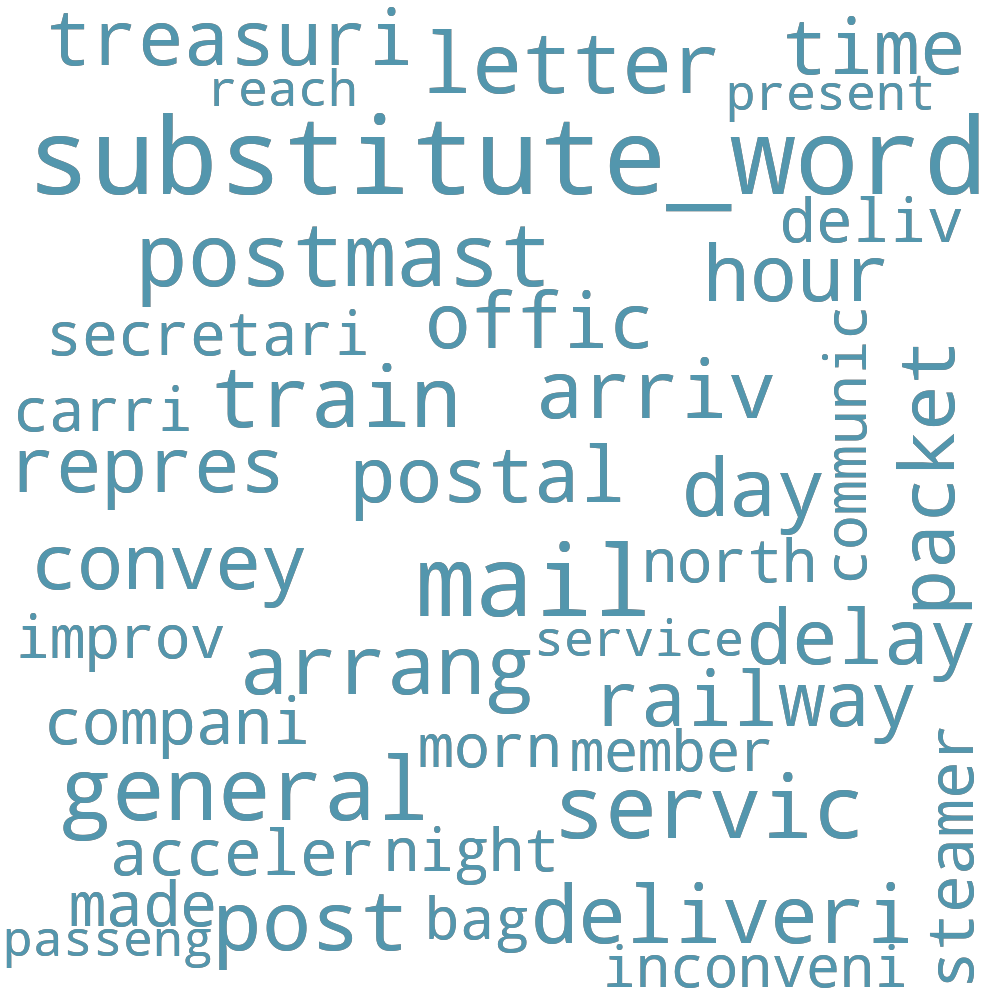 treasuri
letter
time
reach
present
substitute_word
deliv
postmast
hour
secretari
offic
communic
carri
train
arriv
packet
repres
postal
day
convey
mail
north
improv
arrang
service
delay
compani
railway
morn
member
general
servic
steamer
acceler
night
made
post
bag
deliveri
passeng
inconveni